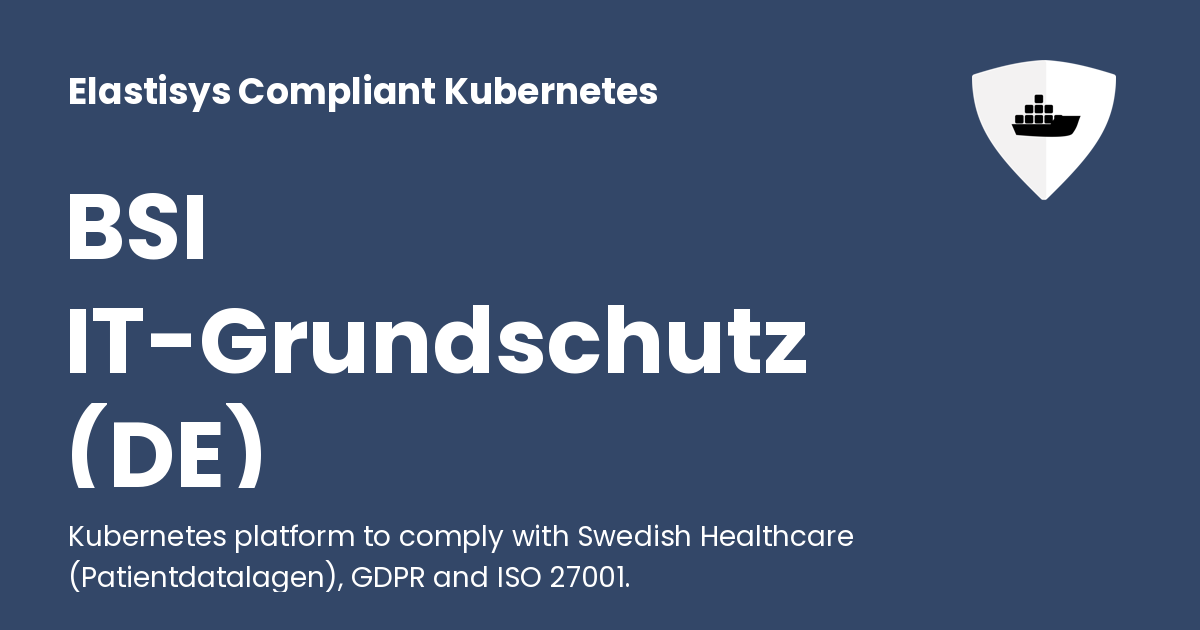 Elastisys Compliant Kubernetes
BSI
IT-Grundschutz
(DE)
Kubernetes platform to comply with Swedish Healthcare
(Patientdatalagen), GDPR and ISO 27001.